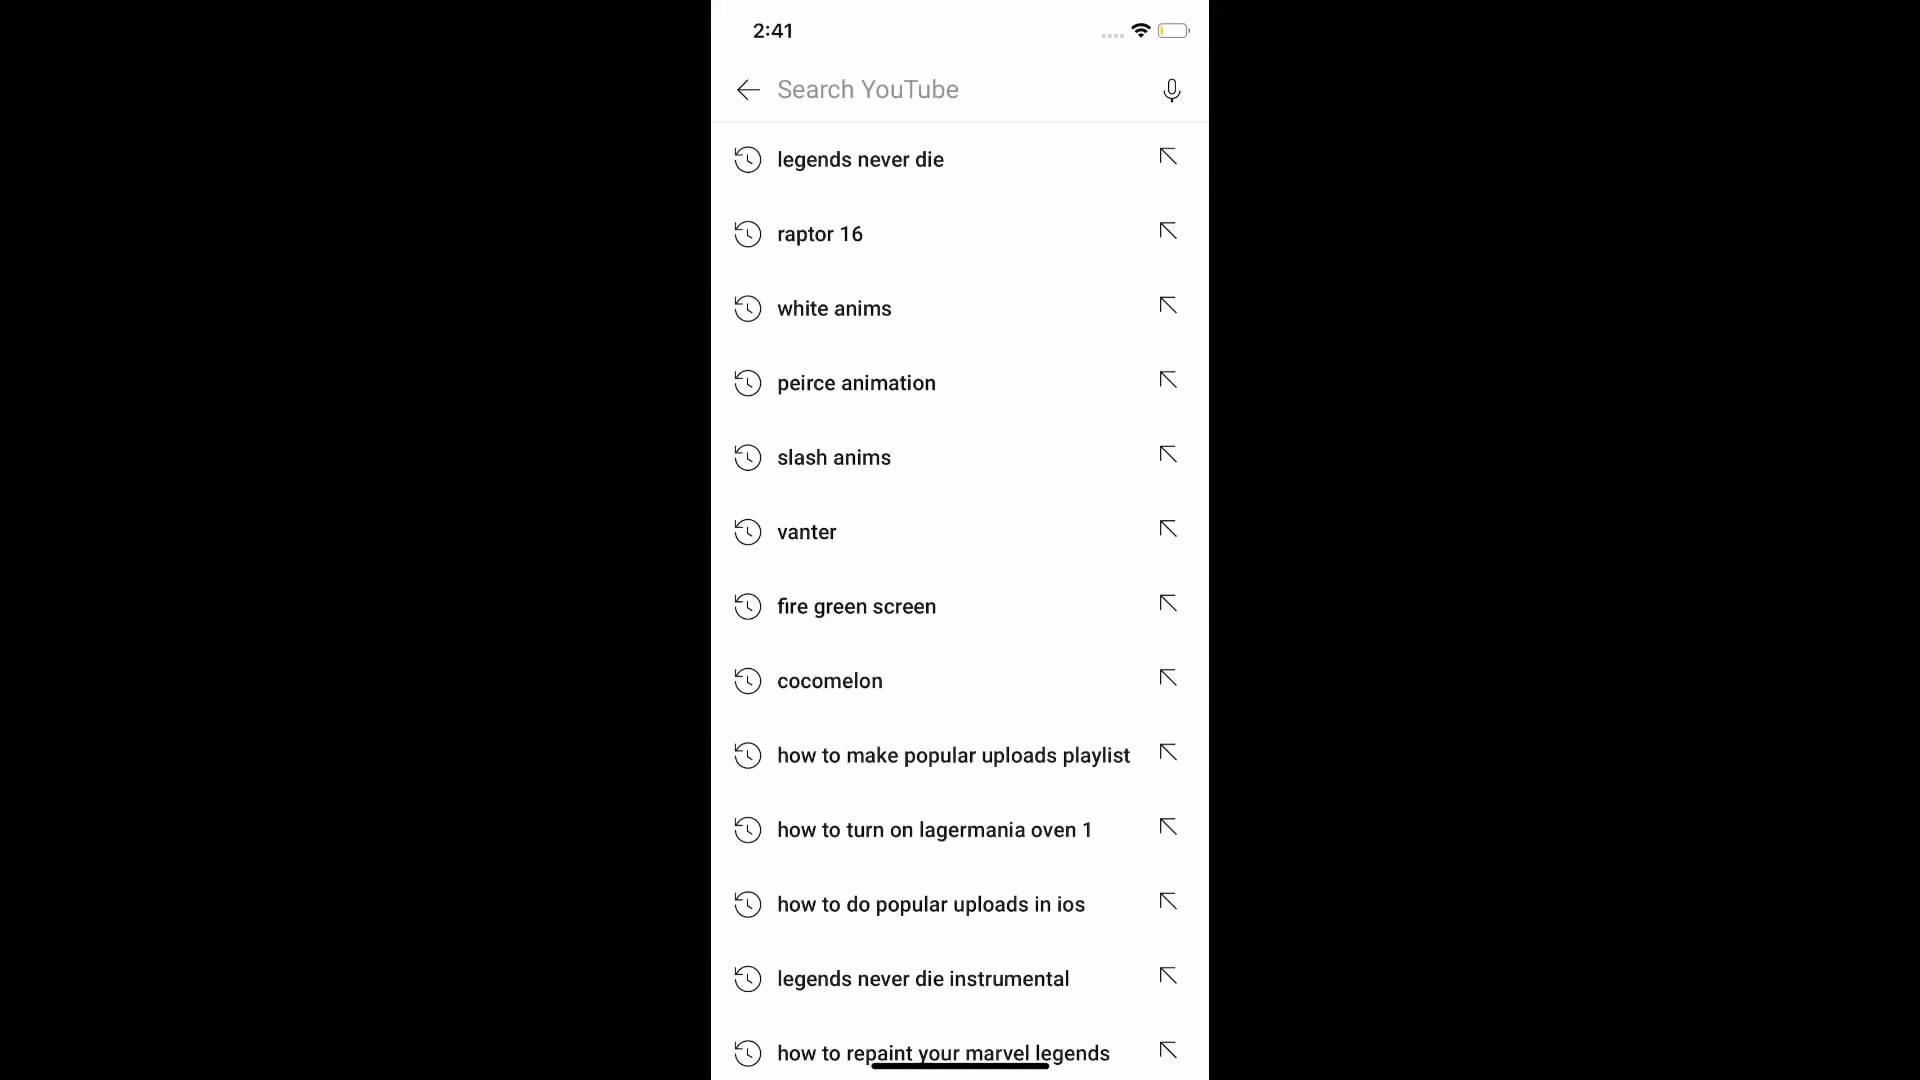 2:41
Search YouTube
legends never die
raptor 16
white anims
peirce animation
slash anims
vanter
fire green screen
cocomelon
how to make popular uploads playlist
how to turn on lagermania oven 1
how to do popular uploads in ios
legends never die instrumental
how to repaint your marvel legends